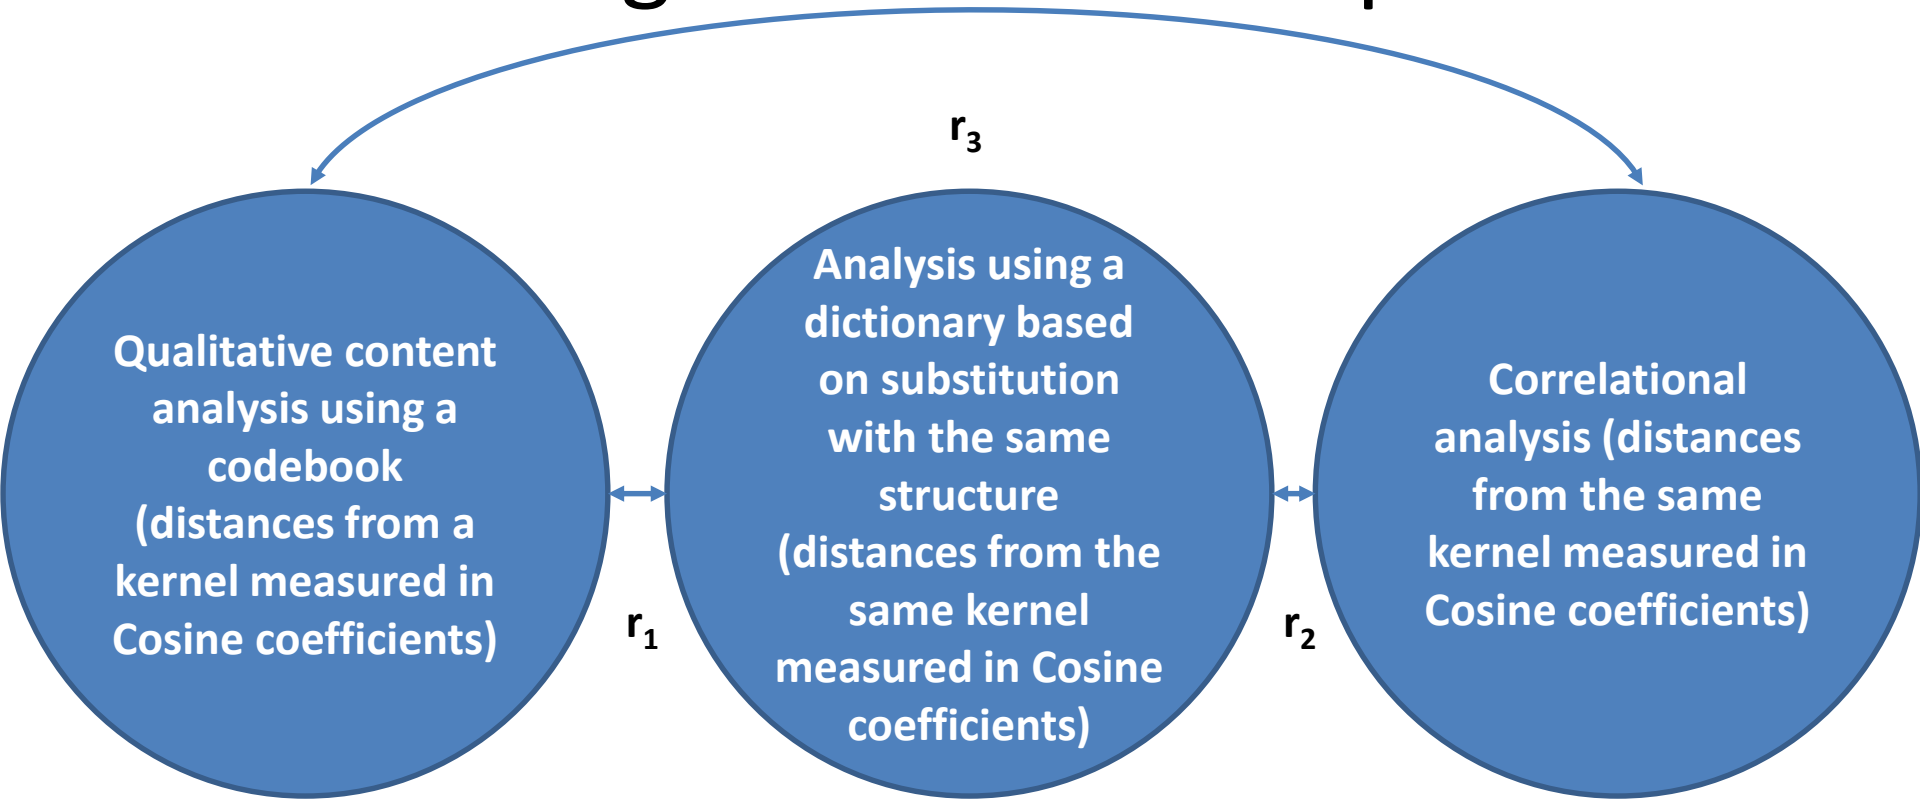 r3
Qualitative content
analysis using a
codebook
(distances from a
kernel measured in
Cosine coefficients)
r1
Analysis using a
dictionary based
on substitution
with the same
structure
(distances from the
same kernel
measured in Cosine
coefficients)
r2
Correlational
analysis (distances
from the same
kernel measured in
Cosine coefficients)